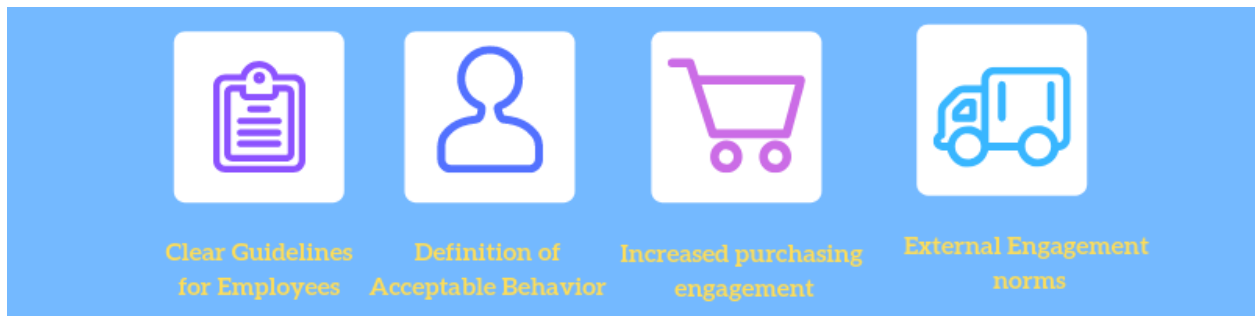 Clear Guidelines
for Employees
Definition of
Acceptable Behavior
Increased purchasing
engagement
External Engagement
norms